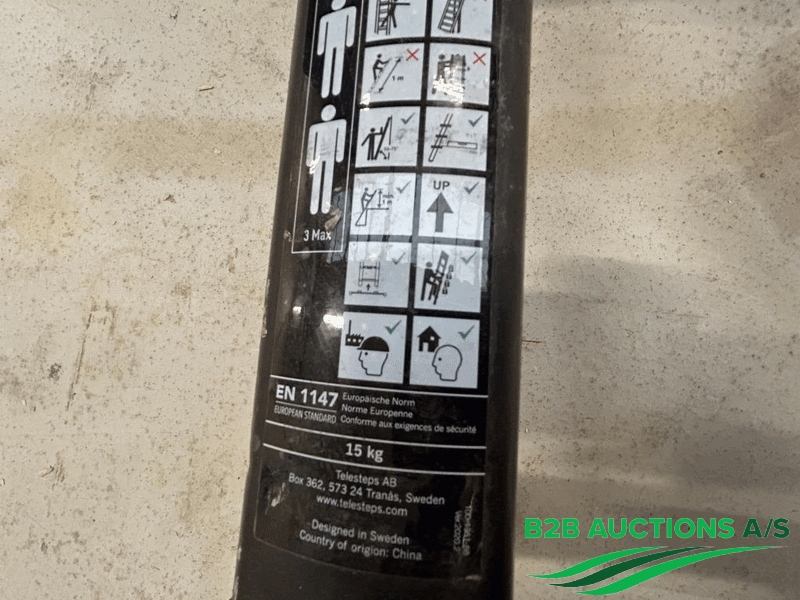 1 m
UP
3 Max
EN 1147
EUROPEAN STANDARD
Europäische Norm
Norme Europenne
Conforme aux exigences de sécurité
15 kg
Telesteps AB
Box 362, 573 24 Tranås, Sweden
www.telesteps.com
Designed in Sweden
Country of origion: China
B2B AUCTIONS A/S